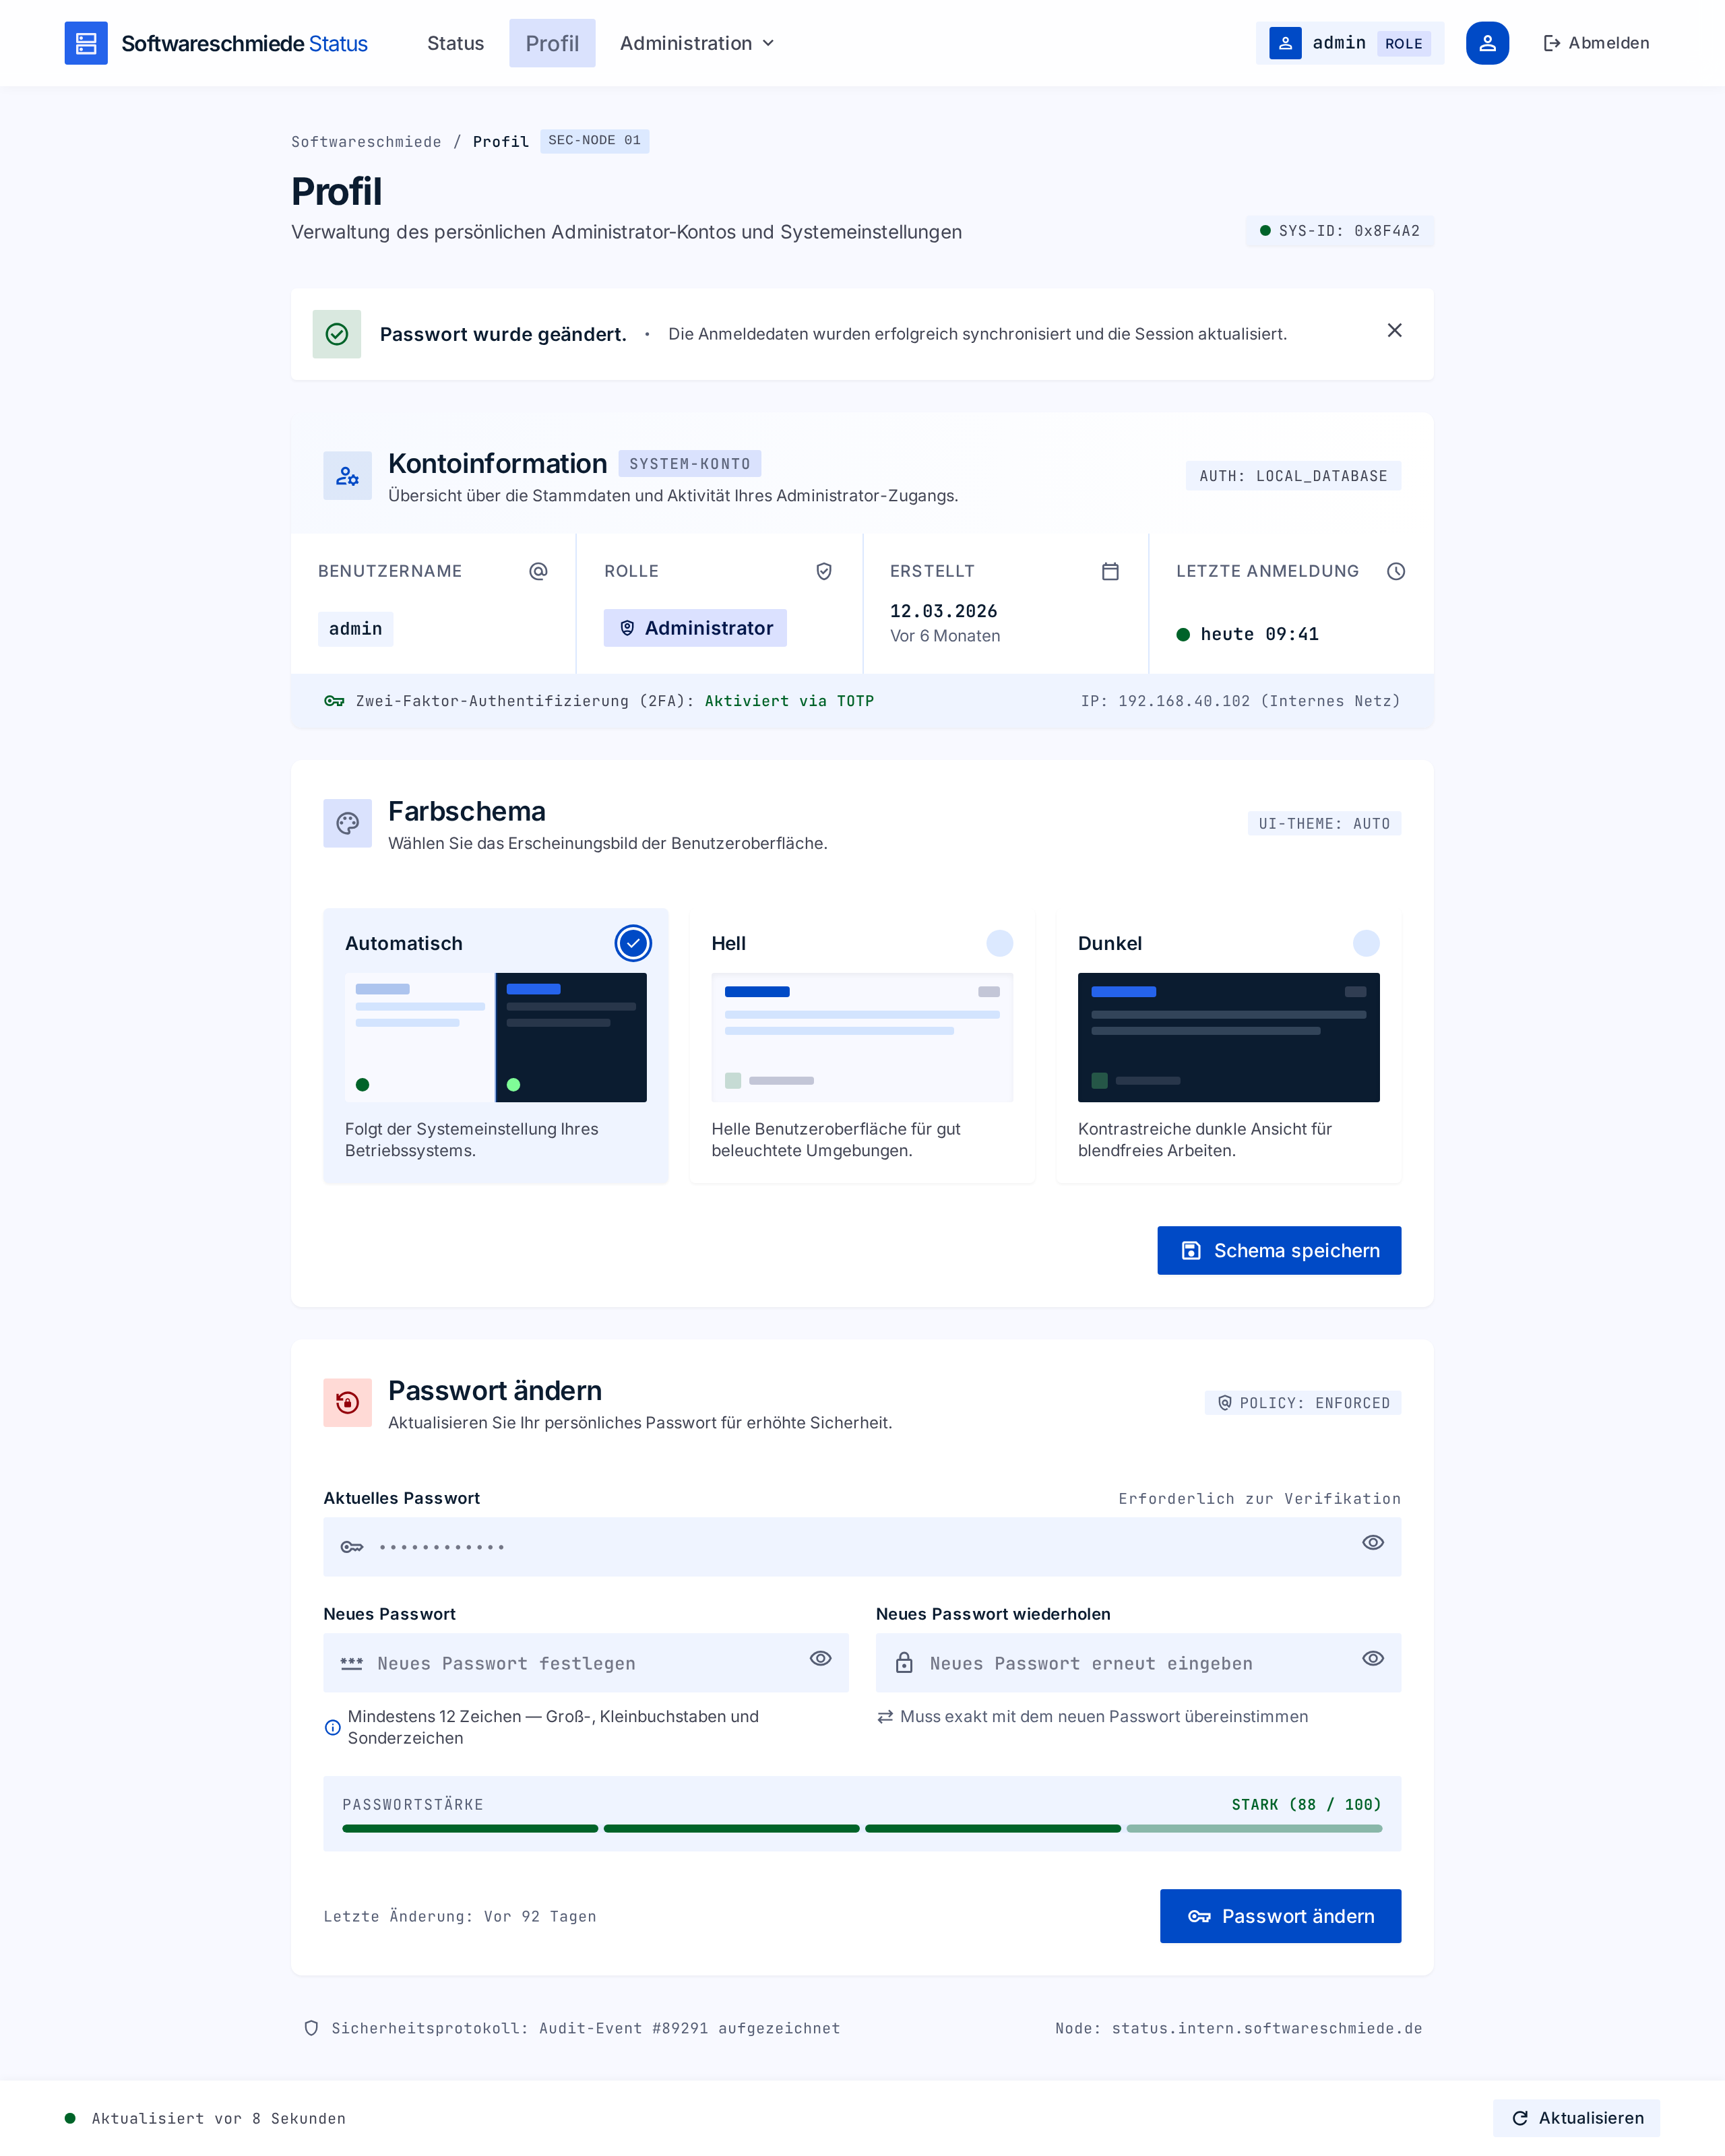 Softwareschmiede Status
Status
Profil
Administration
admin
ROLE
Abmelden
Softwareschmiede / Profil
SEC-NODE 01
Profil
Verwaltung des persönlichen Administrator-Kontos und Systemeinstellungen
SYS-ID: 0x8F4A2
Passwort wurde geändert. • Die Anmeldedaten wurden erfolgreich synchronisiert und die Session aktualisiert.
Kontoinformation
SYSTEM-KONTO
Übersicht über die Stammdaten und Aktivität Ihres Administrator-Zugangs.
AUTH: LOCAL_DATABASE
BENUTZERNAME
admin
ROLLE
Administrator
ERSTELLT
12.03.2026
Vor 6 Monaten
LETZTE ANMELDUNG
heute 09:41
Zwei-Faktor-Authentifizierung (2FA): Aktiviert via TOTP
IP: 192.168.40.102 (Internes Netz)
Farbschema
Wählen Sie das Erscheinungsbild der Benutzeroberfläche.
UI-THEME: AUTO
Automatisch
Folgt der Systemeinstellung Ihres
Betriebssystems.
Hell
Helle Benutzeroberfläche für gut
beleuchtete Umgebungen.
Dunkel
Kontrastreiche dunkle Ansicht für
blendfreies Arbeiten.
Schema speichern
Passwort ändern
Aktualisieren Sie Ihr persönliches Passwort für erhöhte Sicherheit.
POLICY: ENFORCED
Aktuelles Passwort
Erforderlich zur Verifikation
••••••••••••
Neues Passwort
Neues Passwort festlegen
Mindestens 12 Zeichen — Groß-, Kleinbuchstaben und
Sonderzeichen
Neues Passwort wiederholen
Neues Passwort erneut eingeben
Muss exakt mit dem neuen Passwort übereinstimmen
PASSWORTSTÄRKE
STARK (88 / 100)
Letzte Änderung: Vor 92 Tagen
Passwort ändern
Sicherheitsprotokoll: Audit-Event #89291 aufgezeichnet
Node: status.intern.softwareschmiede.de
Aktualisiert vor 8 Sekunden
Aktualisieren